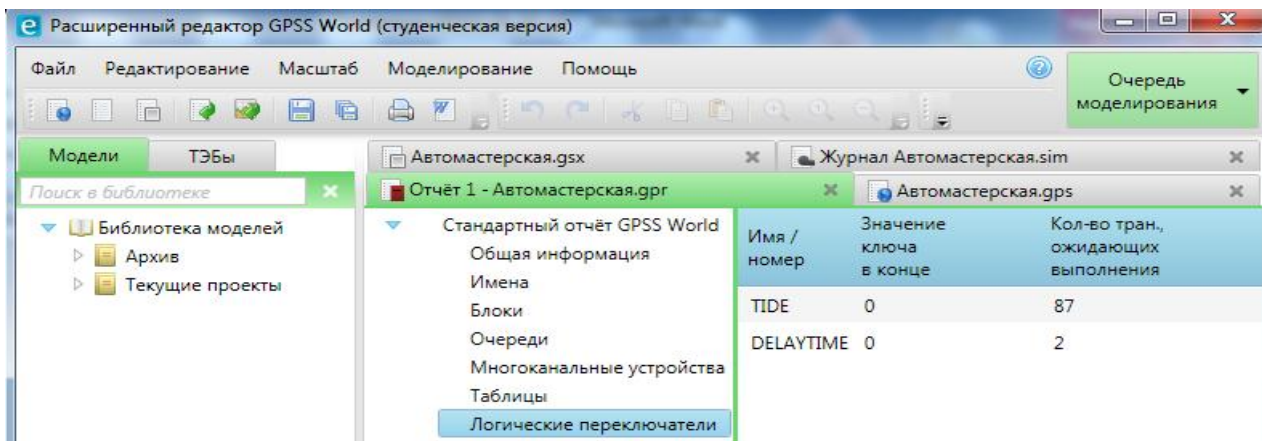 Расширенный редактор GPSS World (студенческая версия)
Файл Редактирование Масштаб Моделирование Помощь
Очередь
моделирования
Модели ТЭБы
Поиск в библиотеке
Библиотека моделей
Архив
Текущие проекты
Автомастерская.gsx
Журнал Автомастерская.sim
Отчёт 1 - Автомастерская.gpr
Автомастерская.gps
Стандартный отчёт GPSS World
Общая информация
Имена
Блоки
Очереди
Многоканальные устройства
Таблицы
Логические переключатели
Имя /
номер
Значение
ключа
в конце
Кол-во тран.,
ожидающих
выполнения
TIDE 0 87
DELAYTIME 0 2